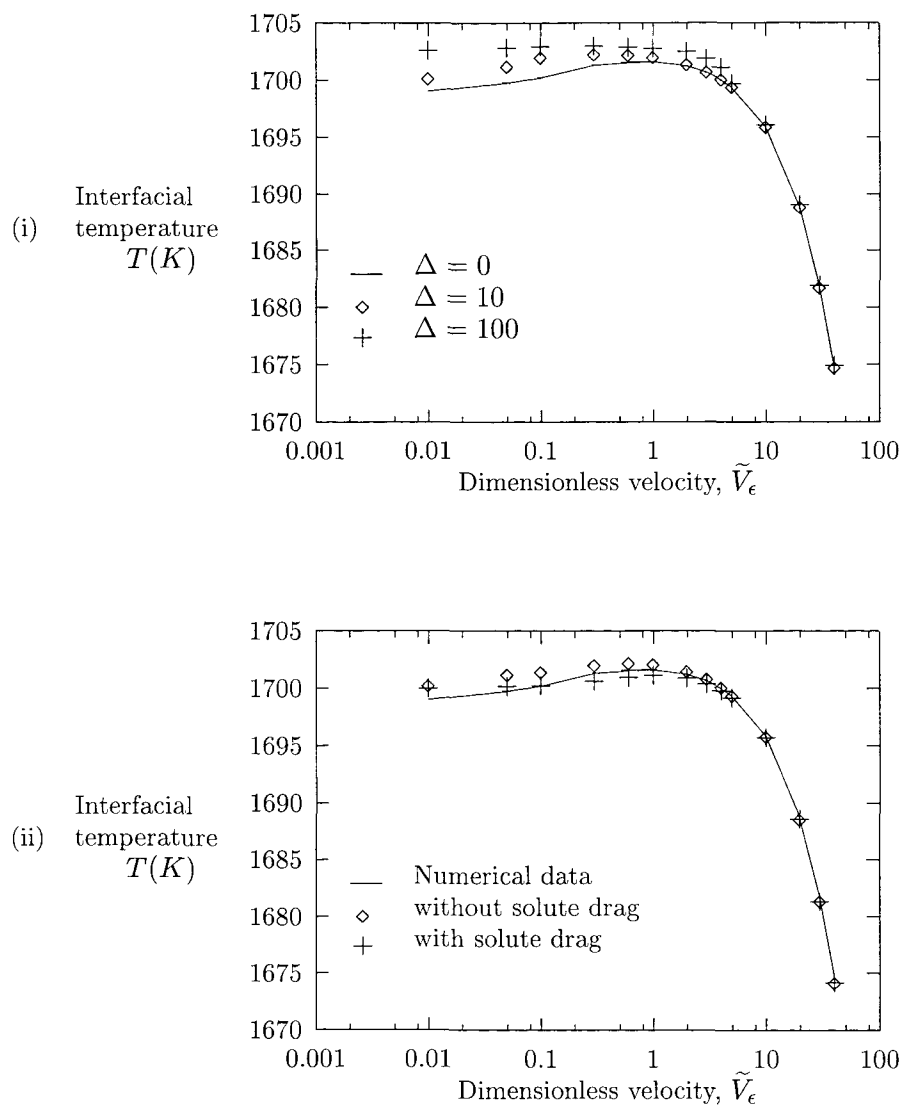 1705
1700
1695
1690
1685
1680
1675
1670
(i)
Interfacial
temperature
T(K)
— Δ = 0
◇ Δ = 10
+ Δ = 100
0.001 0.01 0.1 1 10 100
Dimensionless velocity, Ṽ_ϵ
1705
1700
1695
1690
1685
1680
1675
1670
(ii)
Interfacial
temperature
T(K)
— Numerical data
◇ without solute drag
+ with solute drag
0.001 0.01 0.1 1 10 100
Dimensionless velocity, Ṽ_ϵ